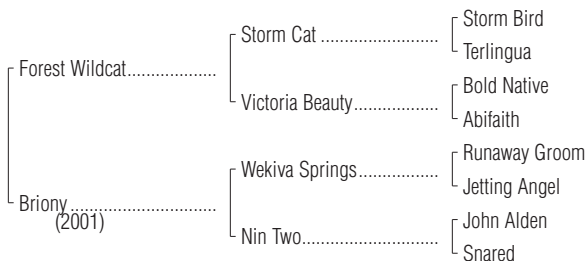 Storm Bird
Storm Cat ........................
Terlingua
Forest Wildcat..................
Bold Native
Victoria Beauty.................
Abifaith
Runaway Groom
Wekiva Springs................
Jetting Angel
Briony .............................
(2001)
John Alden
Nin Two...........................
Snared